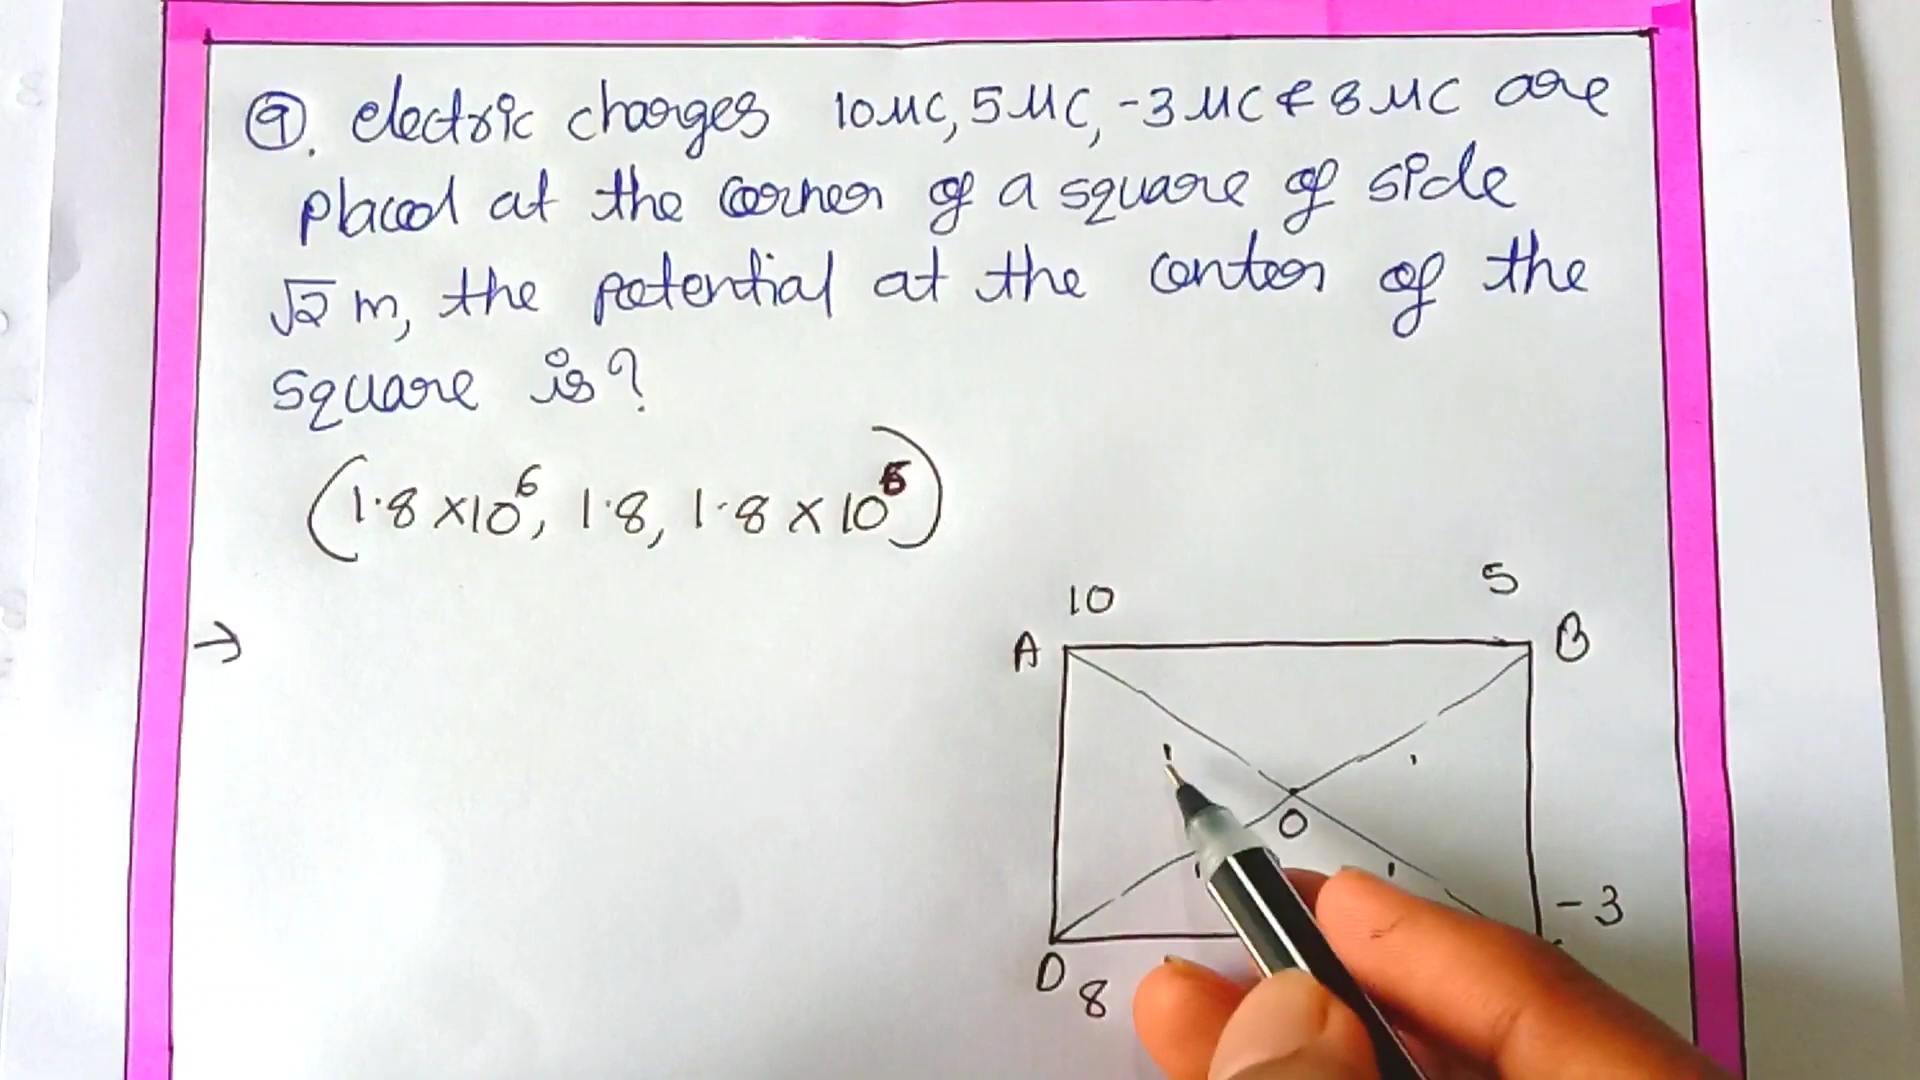 9. electric charges 10μC, 5μC, -3μC & 8μC are
placed at the corner of a square of side
√2 m, the potential at the center of the
square is?
(1.8×10⁶, 1.8, 1.8×10⁵)
→
10 5
A B
O
-3
D 8